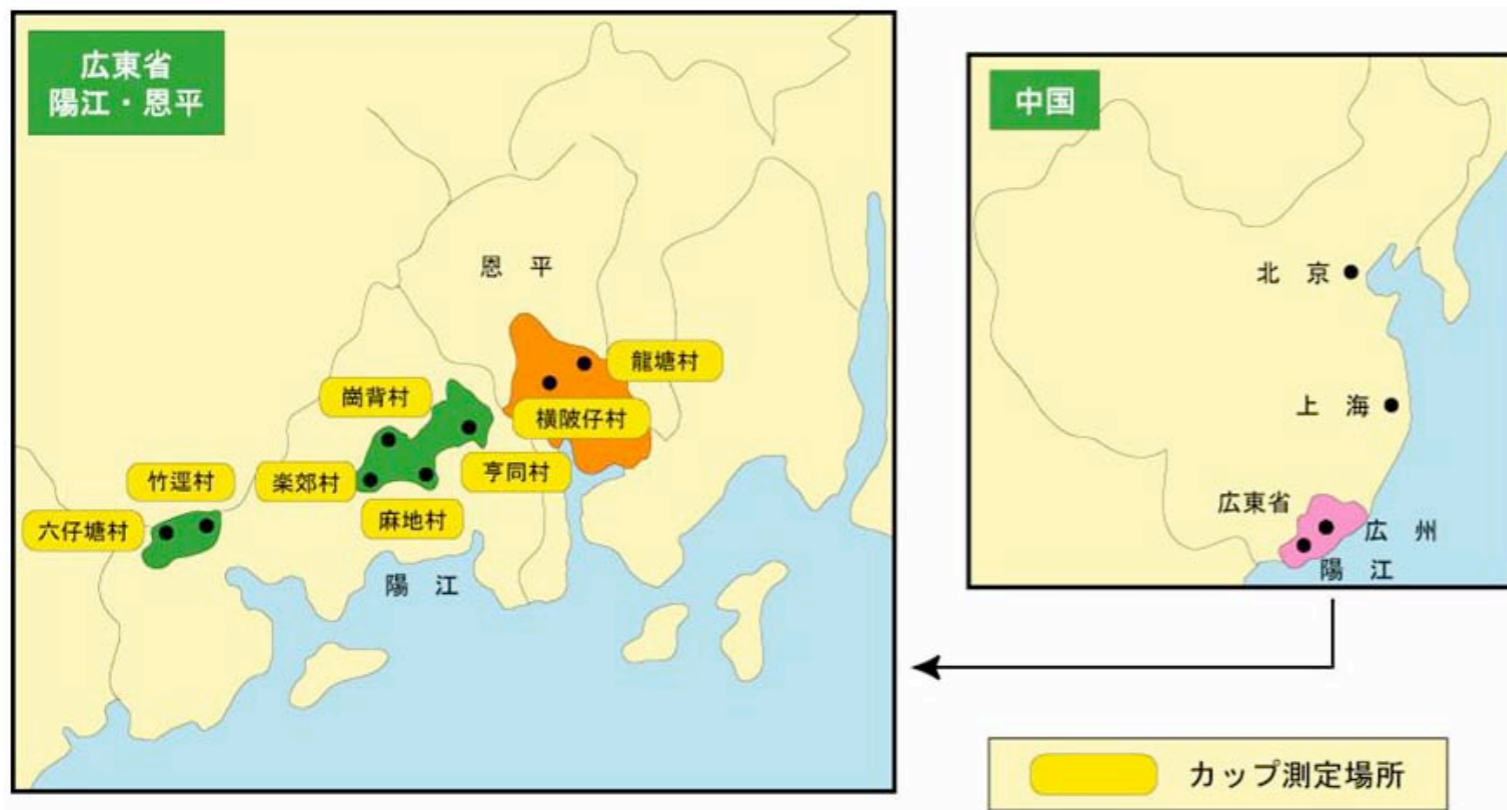 広東省
陽江・恩平
恩 平
龍塘村
崗背村
横陂仔村
竹逕村
楽郊村
亨同村
六仔塘村
麻地村
陽 江
中国
北 京
上 海
広東省
広 州
陽 江
カップ測定場所